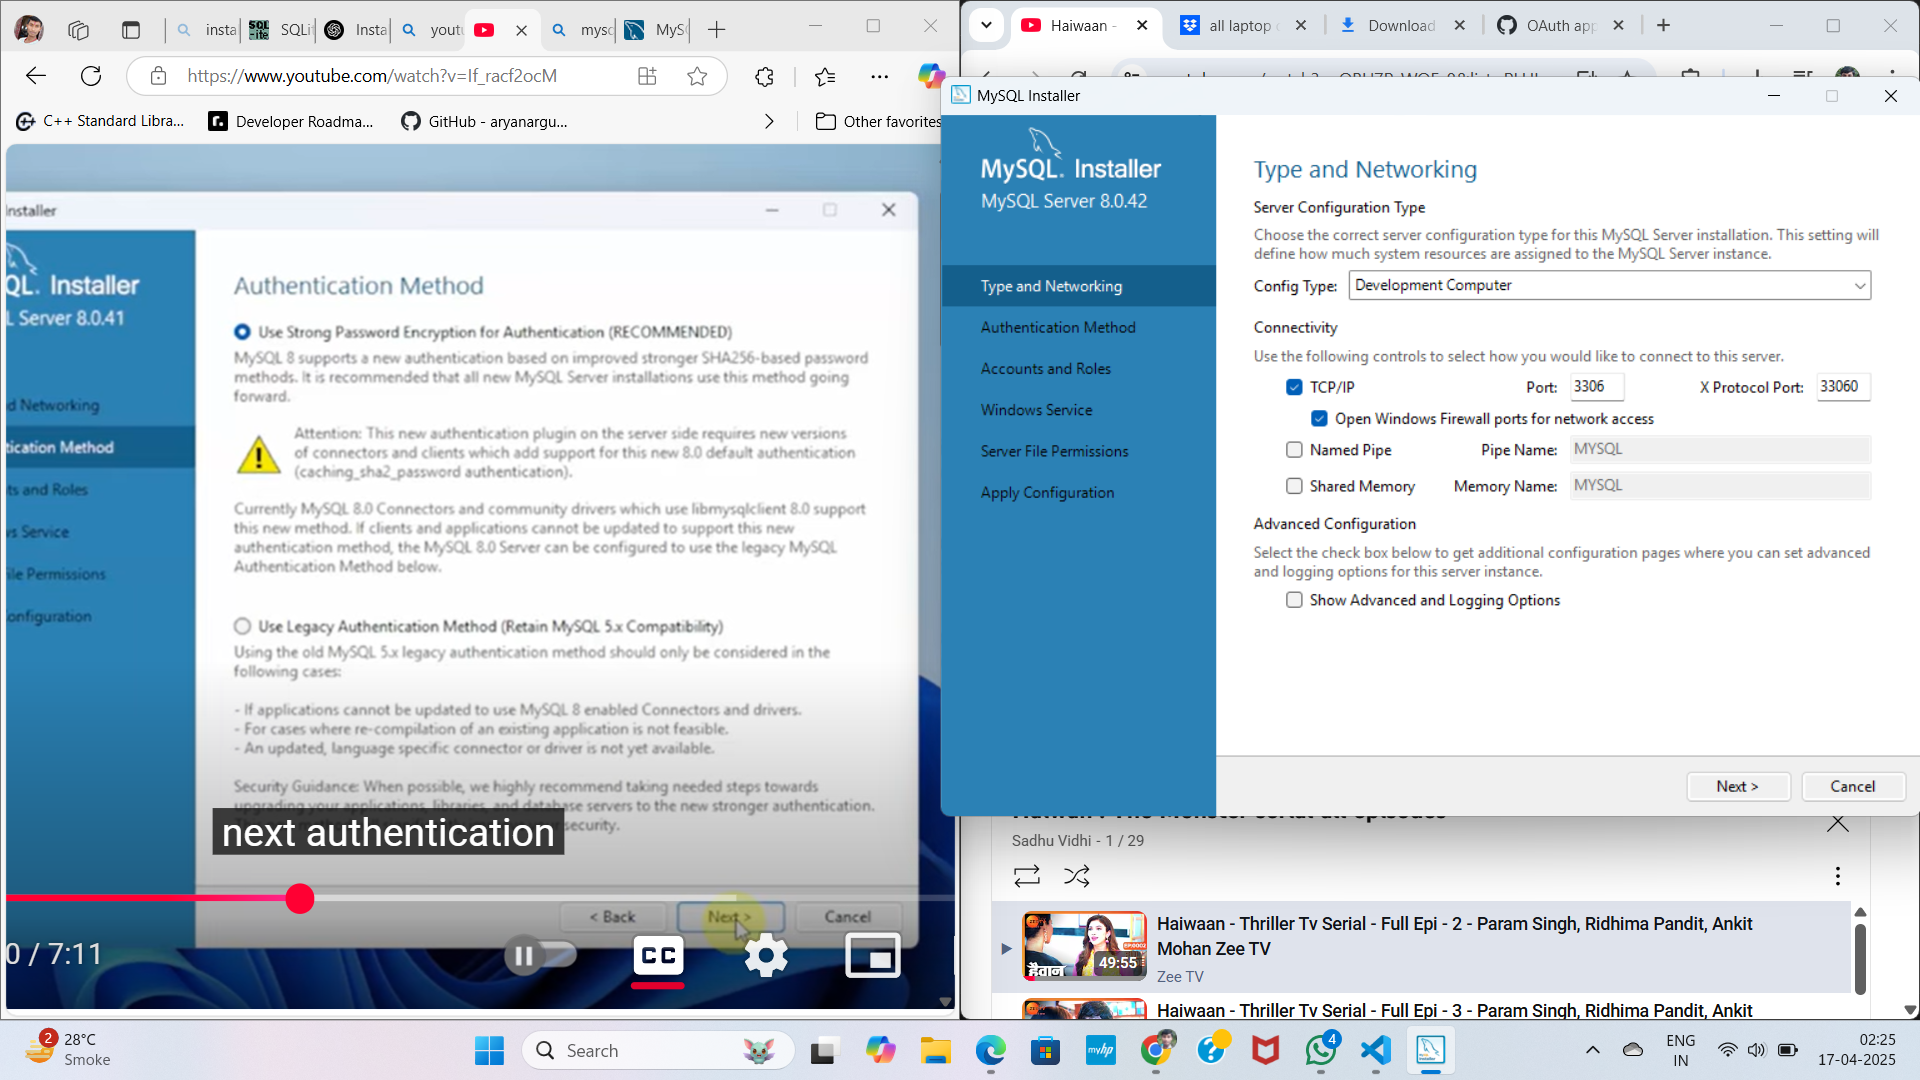 insta
SQLit
Insta
yout
mysc
MyS
https://www.youtube.com/watch?v=If_racf2ocM
C++ Standard Libra...
Developer Roadma...
GitHub - aryanargu...
Other favorites
Installer
QL. Installer
L Server 8.0.41
d Networking
tication Method
ts and Roles
s Service
ile Permissions
onfiguration
Authentication Method
Use Strong Password Encryption for Authentication (RECOMMENDED)
MySQL 8 supports a new authentication based on improved stronger SHA256-based password
methods. It is recommended that all new MySQL Server installations use this method going
forward.
Attention: This new authentication plugin on the server side requires new versions
of connectors and clients which add support for this new 8.0 default authentication
(caching_sha2_password authentication).
Currently MySQL 8.0 Connectors and community drivers which use libmysqlclient 8.0 support
this new method. If clients and applications cannot be updated to support this new
authentication method, the MySQL 8.0 Server can be configured to use the legacy MySQL
Authentication Method below.
Use Legacy Authentication Method (Retain MySQL 5.x Compatibility)
Using the old MySQL 5.x legacy authentication method should only be considered in the
following cases:
- If applications cannot be updated to use MySQL 8 enabled Connectors and drivers.
- For cases where re-compilation of an existing application is not feasible.
- An updated, language specific connector or driver is not yet available.
Security Guidance: When possible, we highly recommend taking needed steps towards
upgrading your applications, libraries, and database servers to the new stronger authentication.
security.
next authentication
< Back
Next >
Cancel
0 / 7:11
CC
Haiwaan -
all laptop
Download
OAuth app
MySQL Installer
MySQL. Installer
MySQL Server 8.0.42
Type and Networking
Authentication Method
Accounts and Roles
Windows Service
Server File Permissions
Apply Configuration
Type and Networking
Server Configuration Type
Choose the correct server configuration type for this MySQL Server installation. This setting will
define how much system resources are assigned to the MySQL Server instance.
Config Type: Development Computer
Connectivity
Use the following controls to select how you would like to connect to this server.
TCP/IP Port: 3306 X Protocol Port: 33060
Open Windows Firewall ports for network access
Named Pipe Pipe Name: MYSQL
Shared Memory Memory Name: MYSQL
Advanced Configuration
Select the check box below to get additional configuration pages where you can set advanced
and logging options for this server instance.
Show Advanced and Logging Options
Next >
Cancel
Sadhu Vidhi - 1 / 29
हैवान
EP:0002
49:55
Haiwaan - Thriller Tv Serial - Full Epi - 2 - Param Singh, Ridhima Pandit, Ankit
Mohan Zee TV
Zee TV
Haiwaan - Thriller Tv Serial - Full Epi - 3 - Param Singh, Ridhima Pandit, Ankit
2
28°C
Smoke
Search
myhp
4
ENG
IN
02:25
17-04-2025